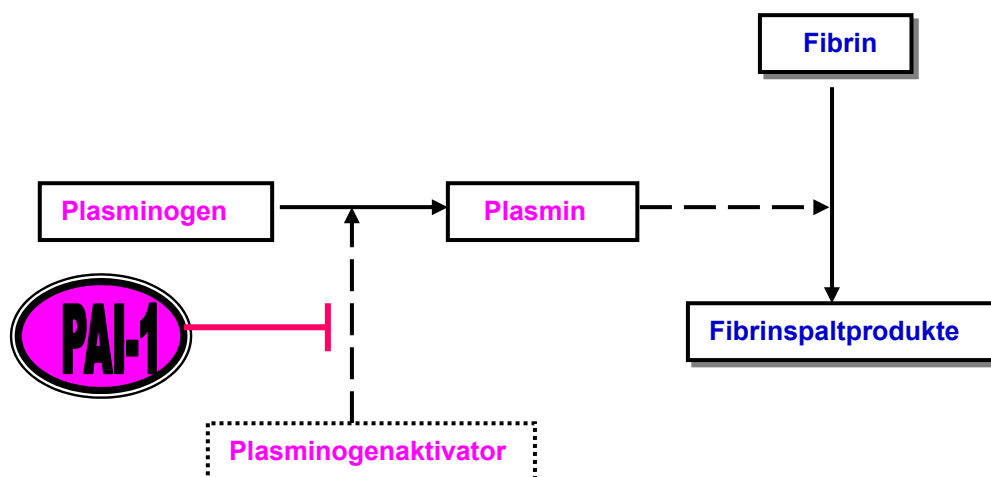 Fibrin
Plasminogen
Plasmin
PAI-1
Fibrinspaltprodukte
Plasminogenaktivator